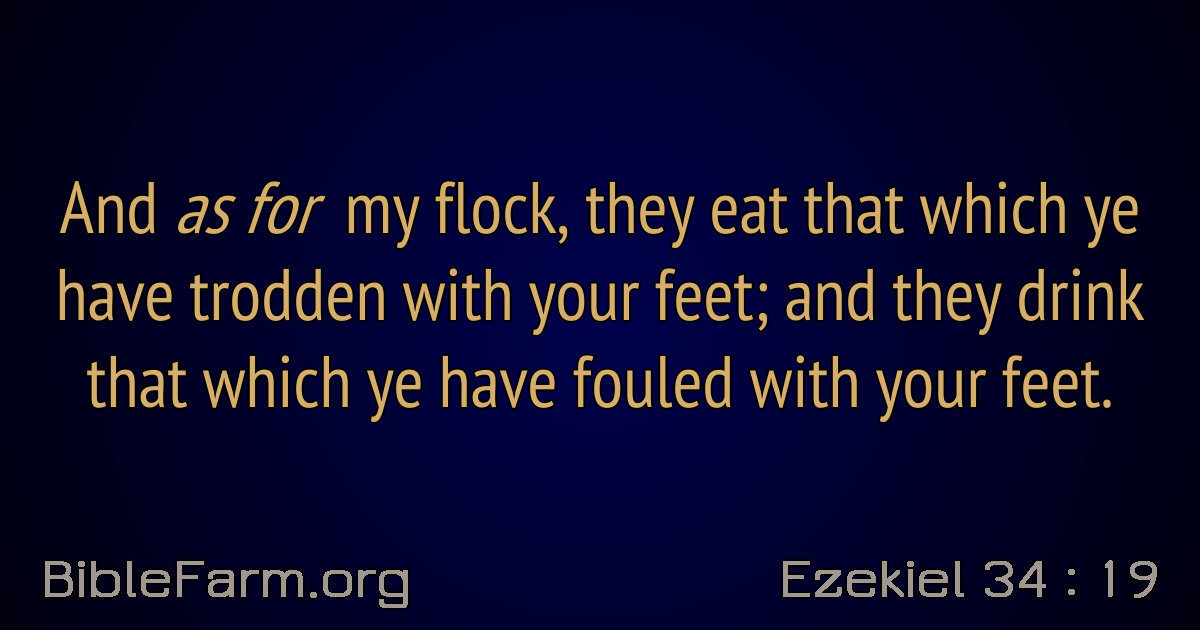 And as for my flock, they eat that which ye
have trodden with your feet; and they drink
that which ye have fouled with your feet.
BibleFarm.org
Ezekiel 34 : 19